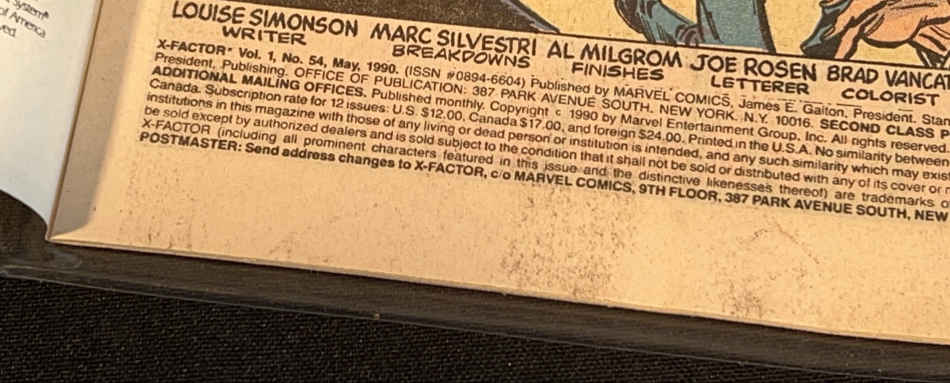 System®
of America
ved
LOUISE SIMONSON MARC SILVESTRI AL MILGROM JOE ROSEN BRAD VANCA
WRITER BREAKDOWNS FINISHES LETTERER COLORIST
X-FACTOR® Vol. 1, No. 54, May, 1990. (ISSN #0894-6604) Published by MARVEL COMICS, James E. Galton, President. Stan
President, Publishing. OFFICE OF PUBLICATION: 387 PARK AVENUE SOUTH, NEW YORK, N.Y. 10016. SECOND CLASS P
ADDITIONAL MAILING OFFICES. Published monthly. Copyright © 1990 by Marvel Entertainment Group, Inc. All rights reserved.
Canada. Subscription rate for 12 issues: U.S. $12.00, Canada $17.00, and foreign $24.00. Printed in the U.S.A. No similarity between
institutions in this magazine with those of any living or dead person or institution is intended, and any such similarity which may exist
be sold except by authorized dealers and is sold subject to the condition that it shall not be sold or distributed with any of its cover or
X-FACTOR (including all prominent characters featured in this issue and the distinctive likenesses thereof) are trademarks o
POSTMASTER: Send address changes to X-FACTOR, c/o MARVEL COMICS, 9TH FLOOR, 387 PARK AVENUE SOUTH, NEW